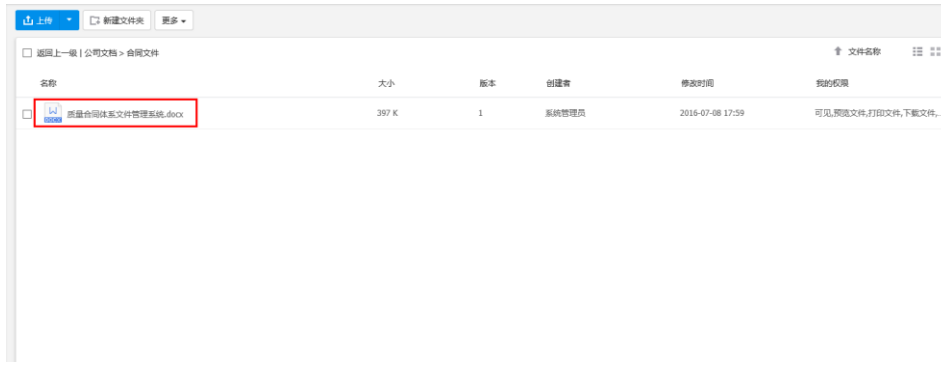 上传 新建文件夹 更多
返回上一级 | 公司文档 > 合同文件 文件名称
名称 大小 版本 创建者 修改时间 我的权限
DOCX 质量合同体系文件管理系统.docx 397 K 1 系统管理员 2016-07-08 17:59 可见,预览文件,打印文件,下载文件,...